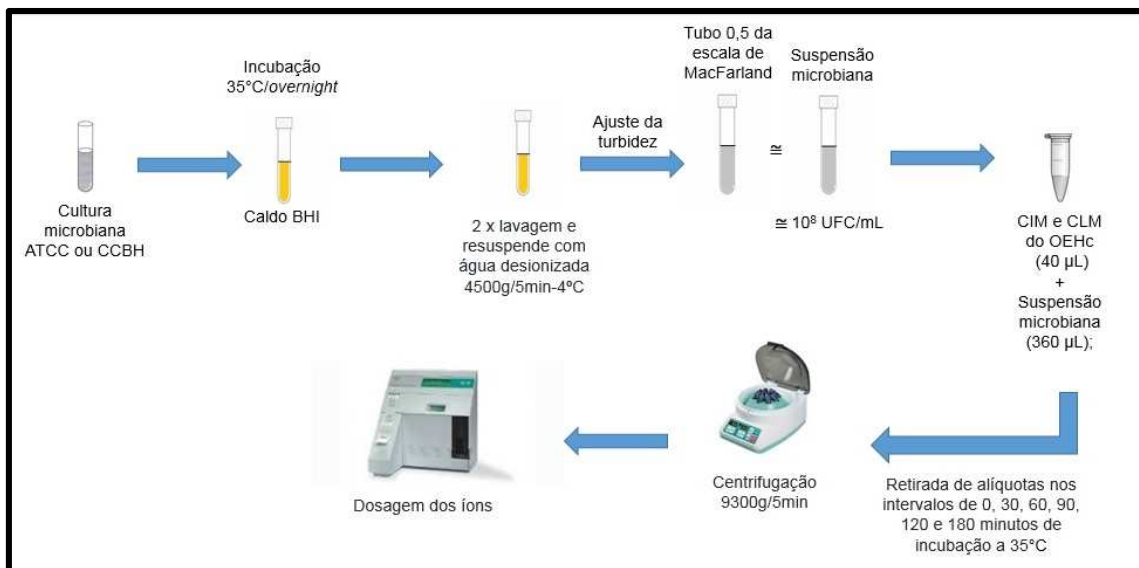 Cultura
microbiana
ATCC ou CCBH
Incubação
35°C/overnight
Caldo BHI
2 x lavagem e
resuspende com
água desionizada
4500g/5min-4ºC
Ajuste da
turbidez
Tubo 0,5 da
escala de
MacFarland
≅
Suspensão
microbiana
≅ 10⁸ UFC/mL
CIM e CLM
do OEHc
(40 µL)
+
Suspensão
microbiana
(360 µL);
Retirada de alíquotas nos
intervalos de 0, 30, 60, 90,
120 e 180 minutos de
incubação a 35°C
Centrifugação
9300g/5min
Dosagem dos íons